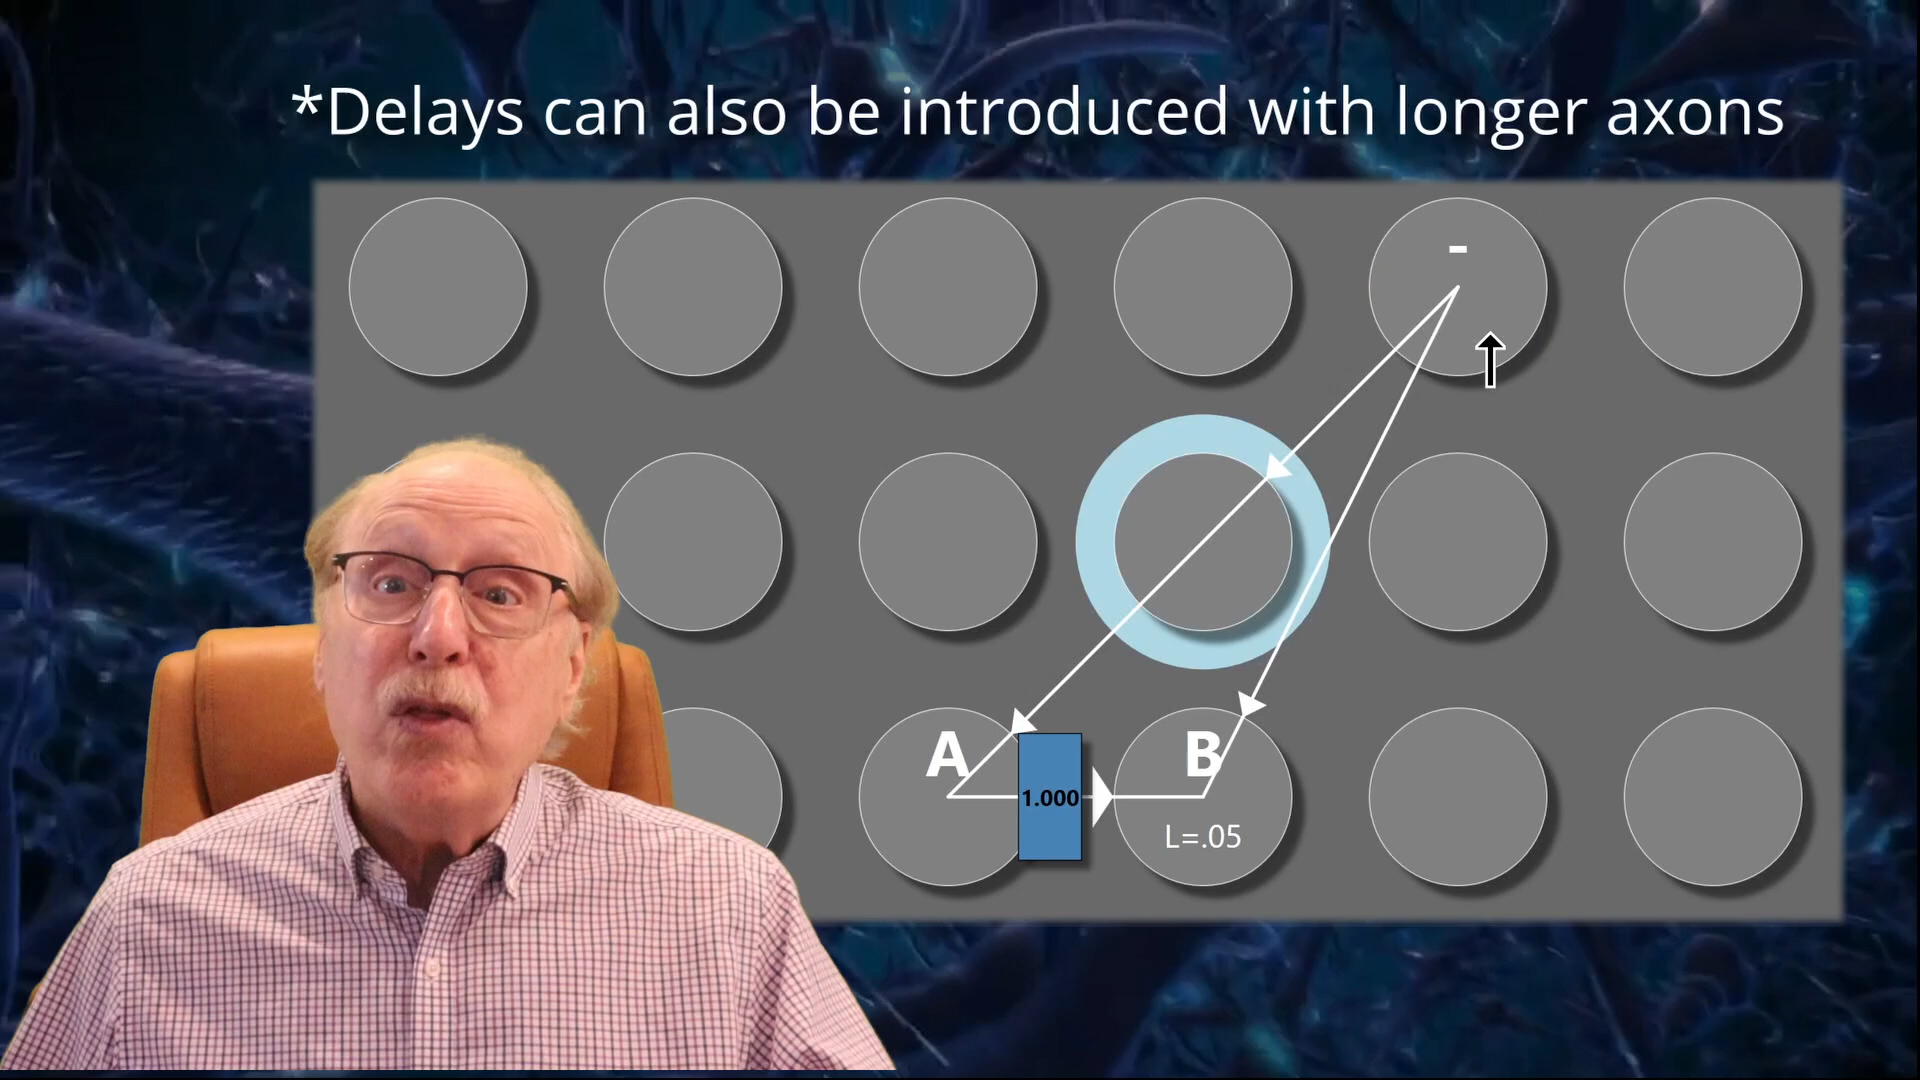 *Delays can also be introduced with longer axons
-
A
B
1.000
L=.05